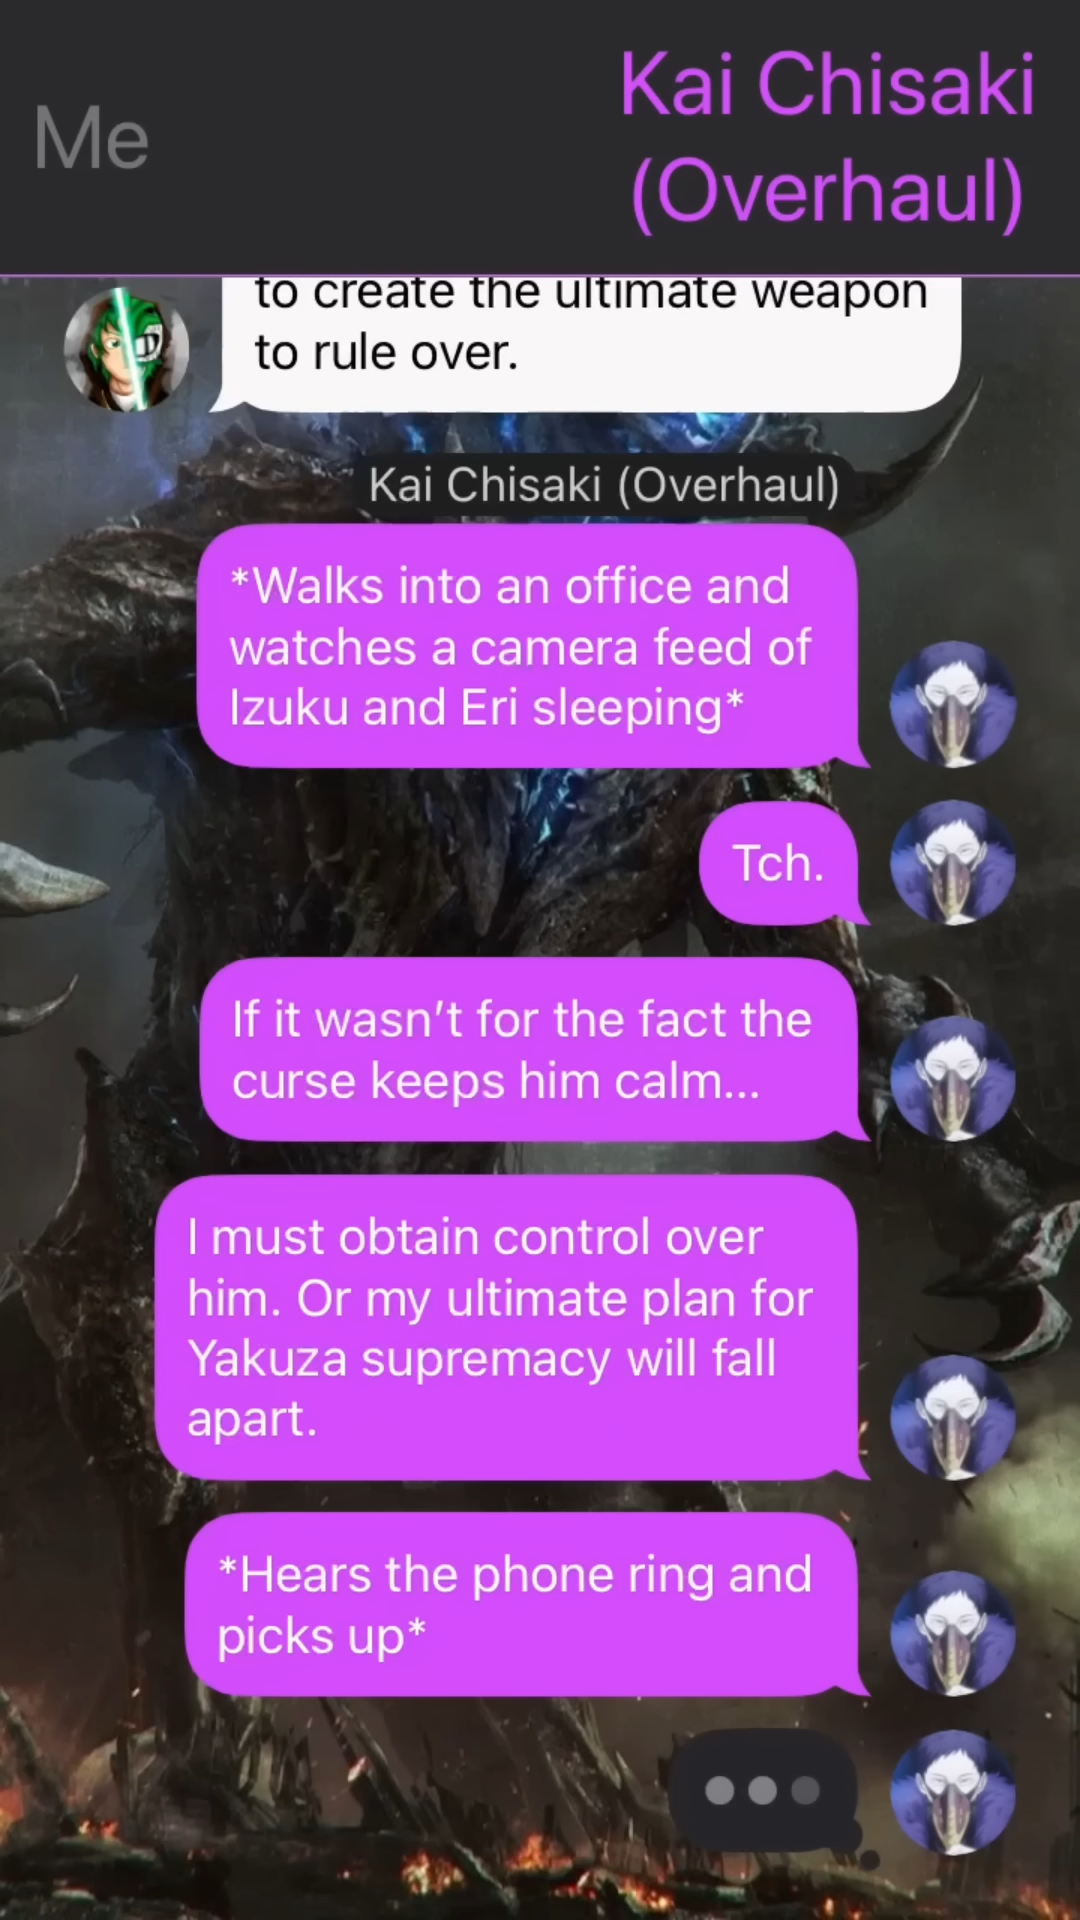 Me
Kai Chisaki
(Overhaul)
to create the ultimate weapon
to rule over.
Kai Chisaki (Overhaul)
*Walks into an office and
watches a camera feed of
Izuku and Eri sleeping*
Tch.
If it wasn’t for the fact the
curse keeps him calm...
I must obtain control over
him. Or my ultimate plan for
Yakuza supremacy will fall
apart.
*Hears the phone ring and
picks up*